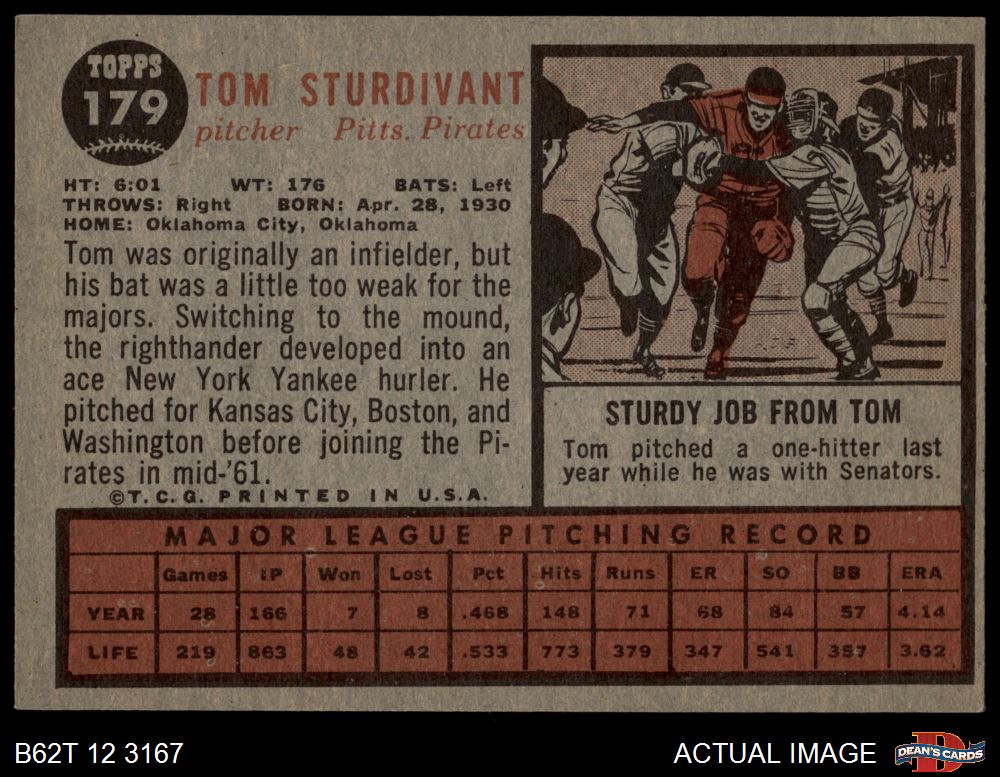 TOPPS
179
TOM STURDIVANT
pitcher Pitts. Pirates
HT: 6:01 WT: 176 BATS: Left
THROWS: Right BORN: Apr. 28, 1930
HOME: Oklahoma City, Oklahoma
Tom was originally an infielder, but
his bat was a little too weak for the
majors. Switching to the mound,
the righthander developed into an
ace New York Yankee hurler. He
pitched for Kansas City, Boston, and
Washington before joining the Pi-
rates in mid-'61.
©T.C.G. PRINTED IN U.S.A.
STURDY JOB FROM TOM
Tom pitched a one-hitter last
year while he was with Senators.
MAJOR LEAGUE PITCHING RECORD
Games IP Won Lost Pct Hits Runs ER SO BB ERA
YEAR 28 166 7 8 .468 148 71 68 84 57 4.14
LIFE 219 863 48 42 .533 773 379 347 541 357 3.62
B62T 12 3167
ACTUAL IMAGE
DEAN'S CARDS